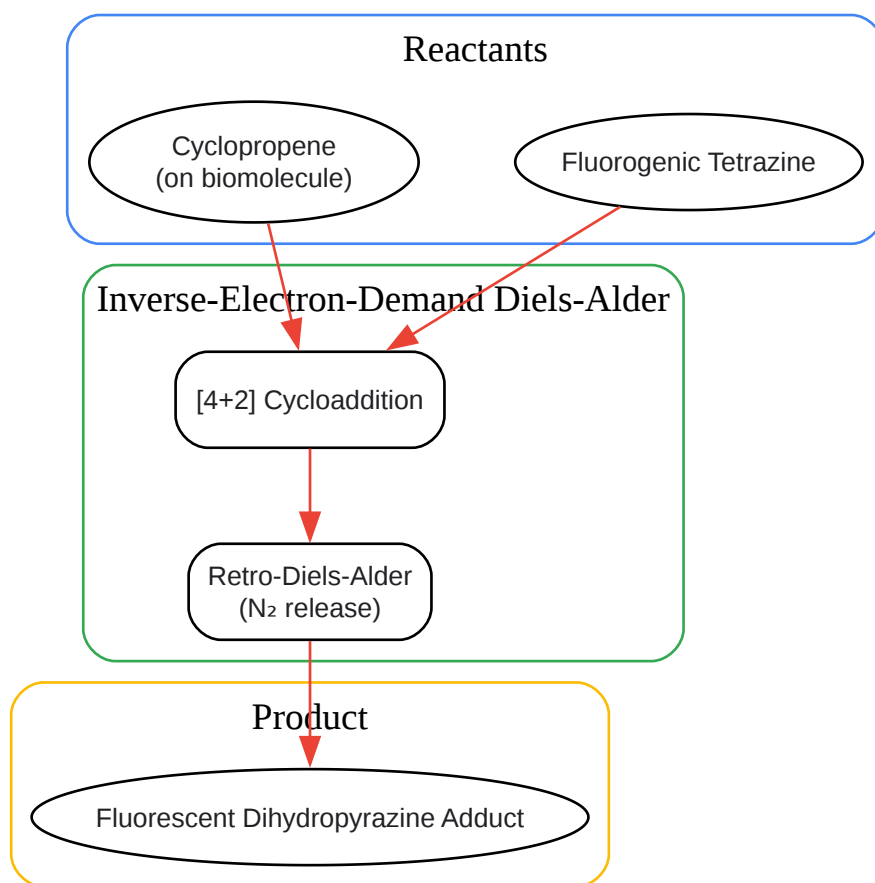 Reactants
Cyclopropene
(on biomolecule)
Fluorogenic Tetrazine
Inverse-Electron-Demand Diels-Alder
[4+2] Cycloaddition
Retro-Diels-Alder
(N₂ release)
Product
Fluorescent Dihydropyrazine Adduct